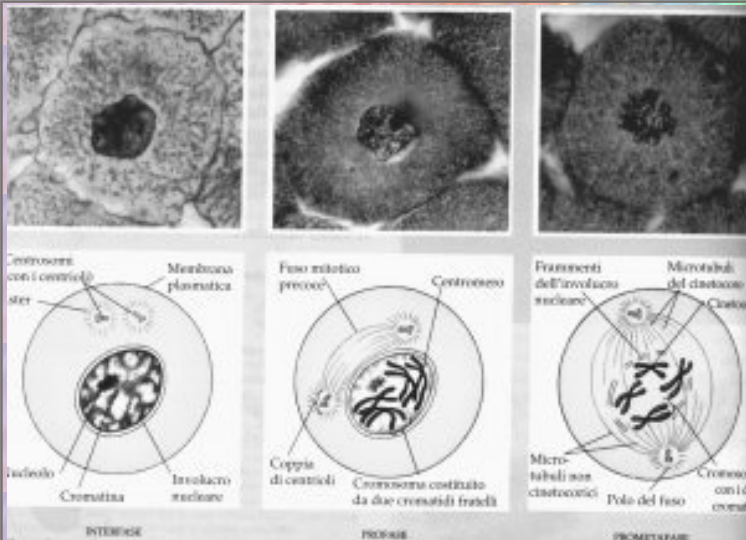 Centrosomi
con i centrioli
Membrana
plasmatica
Nucleolo
Cromatina
Involucro
nucleare
INTERFASE
Fuso mitotico
precoce
Centromero
Coppia
di centrioli
Cromosoma costituito
da due cromatidi fratelli
PROFASE
Frammenti
dell'involucro
nucleare
Microtubuli
del cinetocore
Micro-
tubuli non
cinetocorici
Polo del fuso
con i
PROMETAFASE